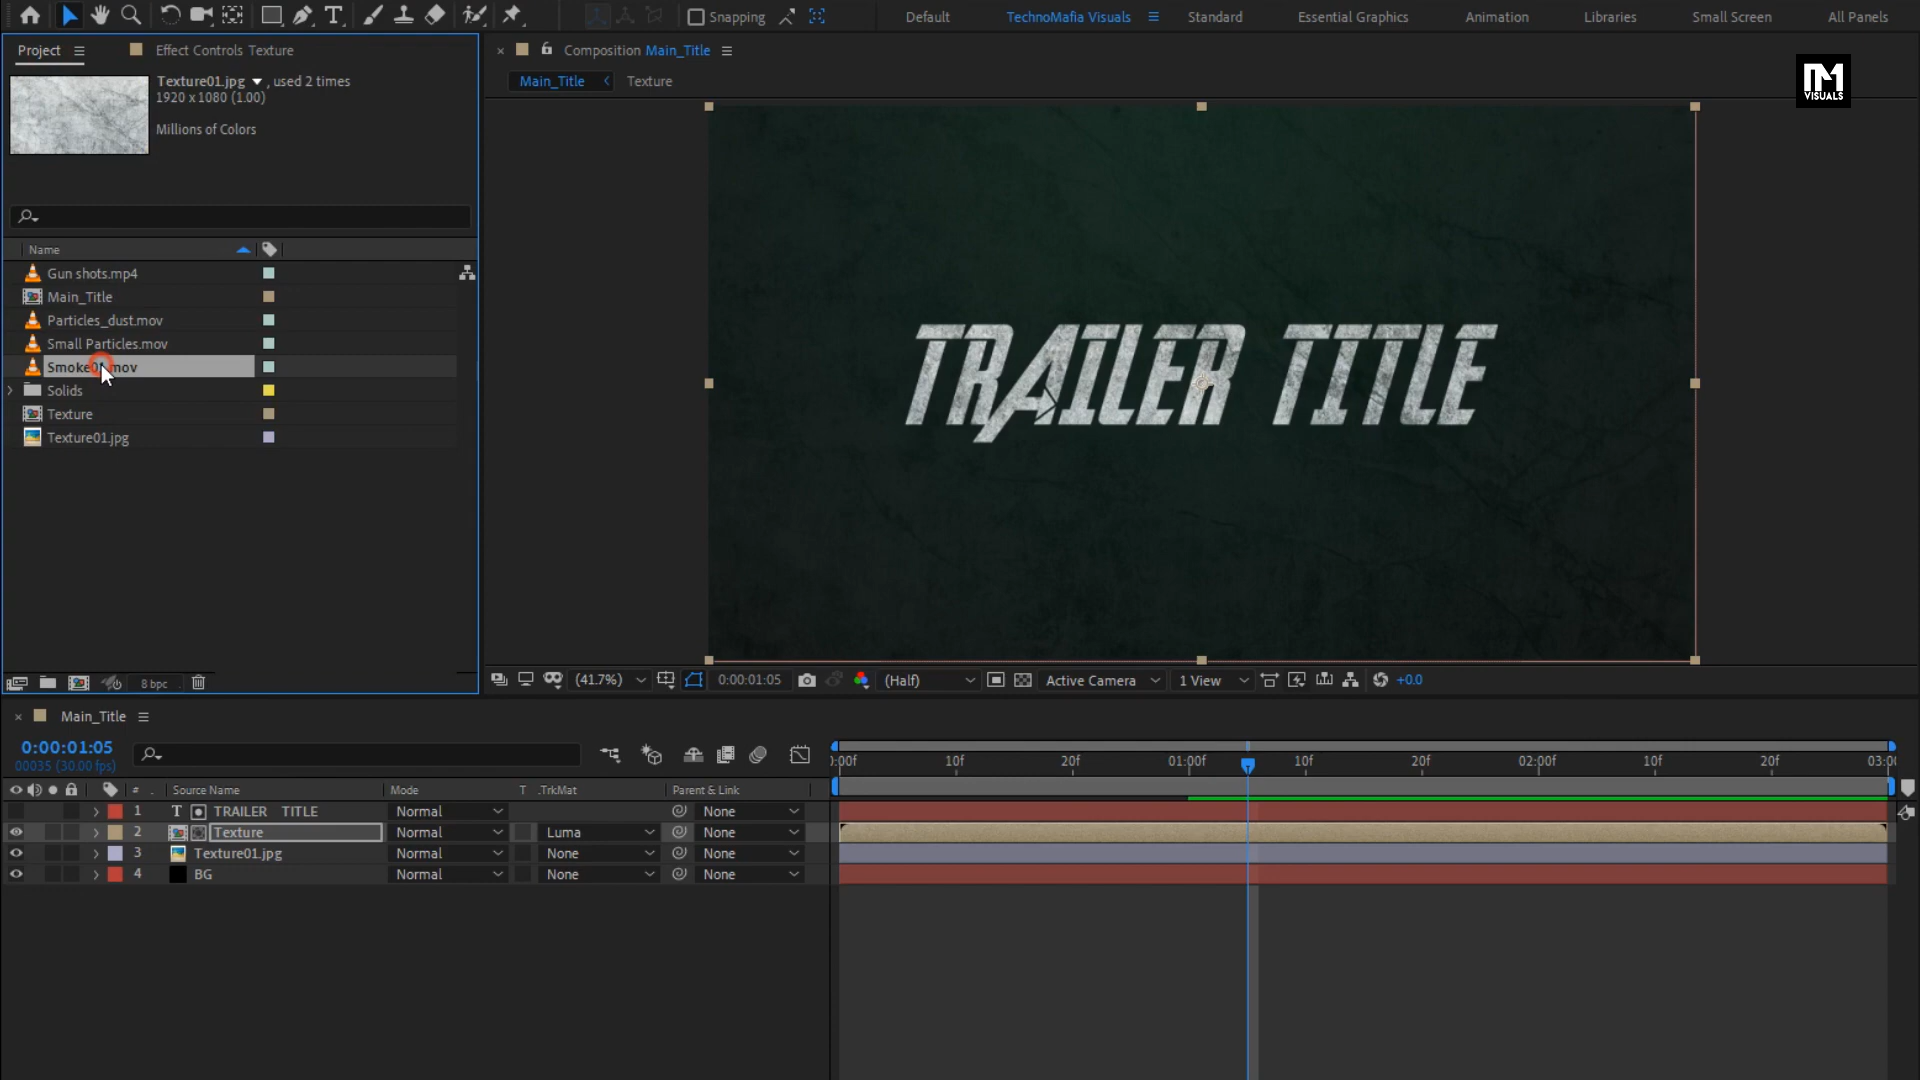 Snapping
Default
TechnoMafia Visuals
Standard
Essential Graphics
Animation
Libraries
Small Screen
All Panels
Project
Effect Controls Texture
Texture01.jpg , used 2 times
1920 x 1080 (1.00)
Millions of Colors
Composition Main_Title
Main_Title
Texture
VISUALS
Name
Gun shots.mp4
Main_Title
Particles_dust.mov
Small Particles.mov
Solids
Texture
Texture01.jpg
TRAILER TITLE
8 bpc
(41.7%)
0:00:01:05
(Half)
Active Camera
1 View
+0.0
Main_Title
0:00:01:05
00035 (30.00 fps)
10f
20f
01:00f
10f
20f
02:00f
10f
20f
# Source Name
Mode
T .TrkMat
Parent & Link
1 T TRAILER TITLE Normal None
2 Texture Normal Luma None
3 Texture01.jpg Normal None None
4 BG Normal None None